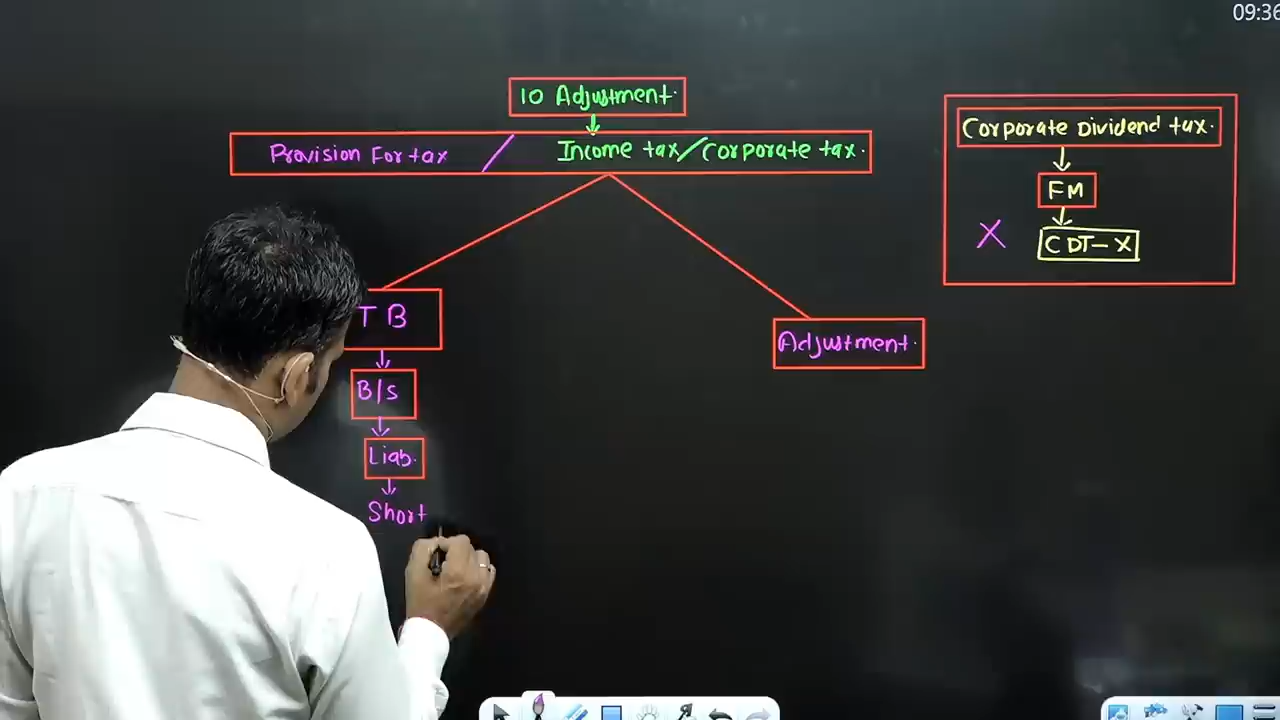 09:36
10 Adjustment.
Provision For tax / Income tax/Corporate tax.
Corporate Dividend tax.
FM
X
CDT-X
TB
Adjustment.
B/S
Liab.
Short